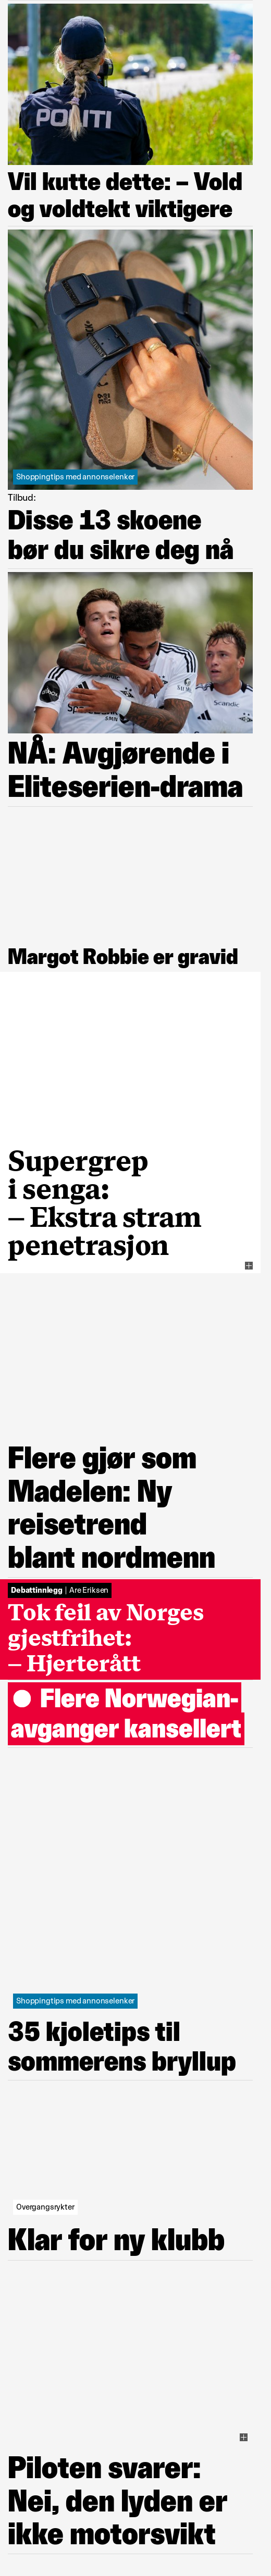 POLITI
Vil kutte dette: – Vold
og voldtekt viktigere
Shoppingtips med annonselenker
Tilbud:
Disse 13 skoene
bør du sikre deg nå
Scandic
SMN
NÅ: Avgjørende i
Eliteserien-drama
Margot Robbie er gravid
Supergrep
i senga:
– Ekstra stram
penetrasjon
Flere gjør som
Madelen: Ny
reisetrend
blant nordmenn
Debattinnlegg | Are Eriksen
Tok feil av Norges
gjestfrihet:
– Hjerterått
Flere Norwegian-
avganger kansellert
Shoppingtips med annonselenker
35 kjoletips til
sommerens bryllup
Overgangsrykter
Klar for ny klubb
Piloten svarer:
Nei, den lyden er
ikke motorsvikt